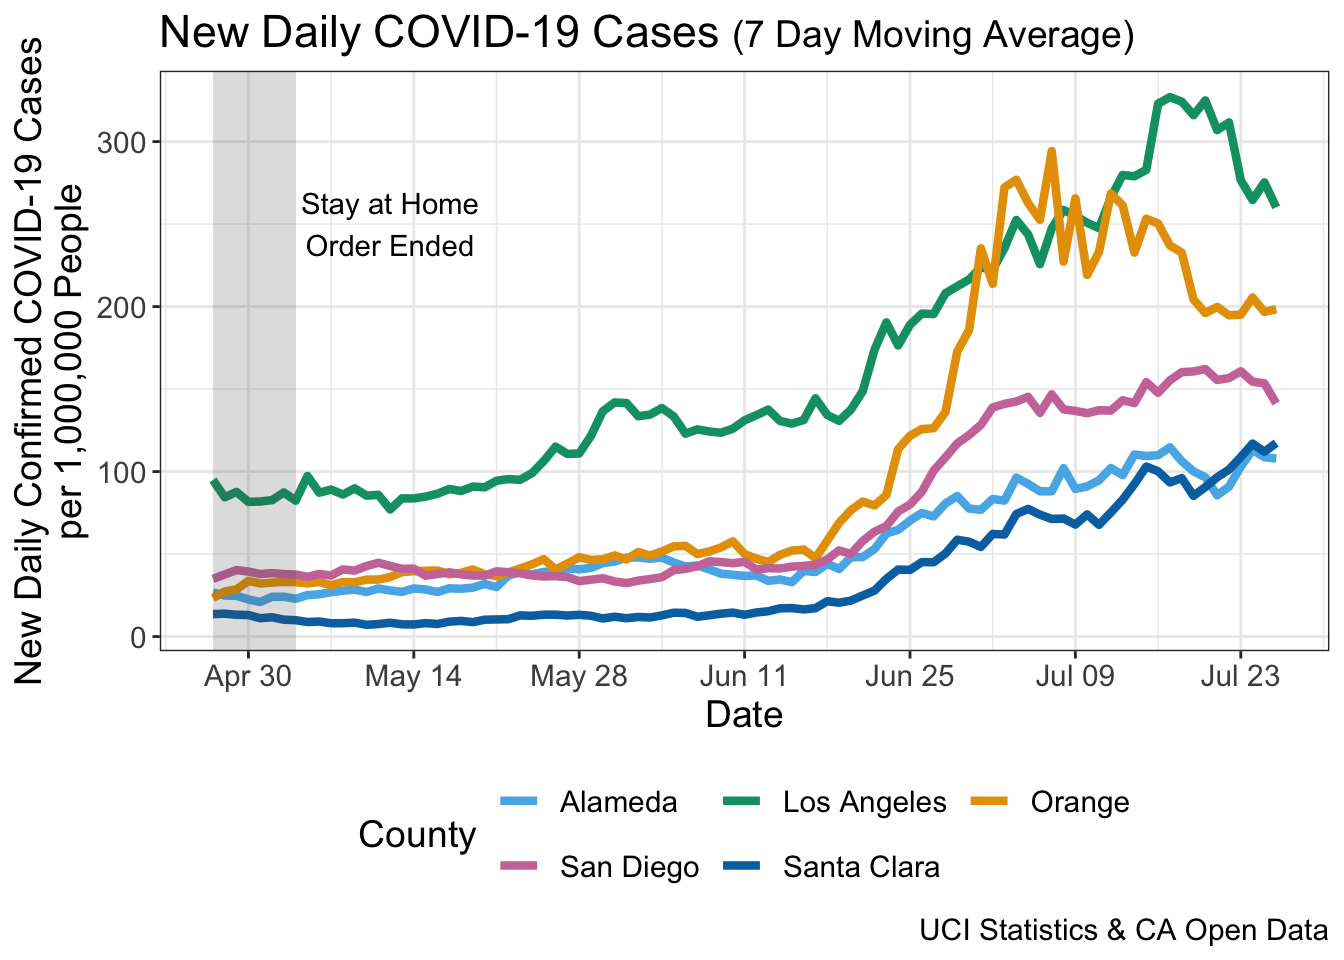 New Daily COVID-19 Cases (7 Day Moving Average)
New Daily Confirmed COVID-19 Cases
per 1,000,000 People
300
200
100
0
Stay at Home
Order Ended
Apr 30 May 14 May 28 Jun 11 Jun 25 Jul 09 Jul 23
Date
County
Alameda Los Angeles Orange
San Diego Santa Clara
UCI Statistics & CA Open Data